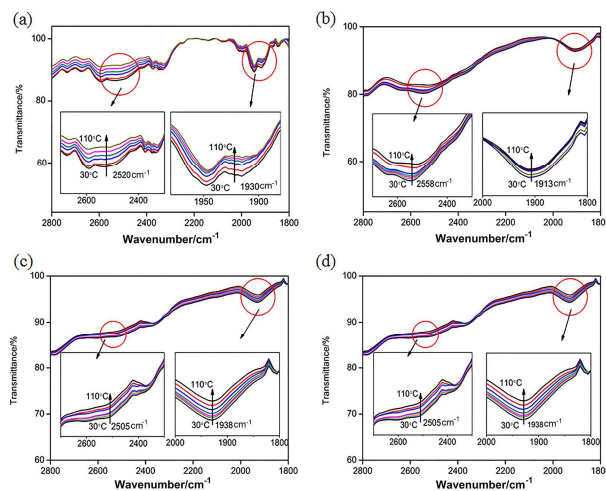 (a)
100
80
60
Transmittance/%
110°C
30°C 2520cm⁻¹
2600 2400
110°C
30°C 1930cm⁻¹
1950 1900
2800 2600 2400 2200 2000 1800
Wavenumber/cm⁻¹
(b)
100
80
60
40
Transmittance/%
110°C
30°C 2558cm⁻¹
2600 2400
110°C
30°C 1913cm⁻¹
2000 1900 1800
2800 2600 2400 2200 2000 180
Wavenumber/cm⁻¹
(c)
100
90
80
70
60
Transmittance/%
110°C
30°C 2505cm⁻¹
2600 2400
110°C
30°C 1938cm⁻¹
2000 1900 1800
2800 2600 2400 2200 2000 1800
Wavenumber/cm⁻¹
(d)
100
90
80
70
60
Transmittance/%
110°C
30°C 2505cm⁻¹
2600 2400
110°C
30°C 1938cm⁻¹
2000 1900 1800
2800 2600 2400 2200 2000 1800
Wavenumber/cm⁻¹